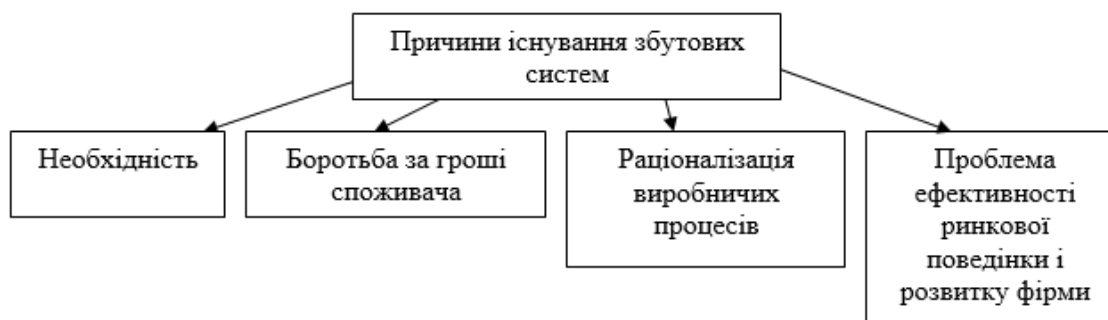 Причини існування збутових
систем
Необхідність
Боротьба за гроші
споживача
Раціоналізація
виробничих
процесів
Проблема
ефективності
ринкової
поведінки і
розвитку фірми